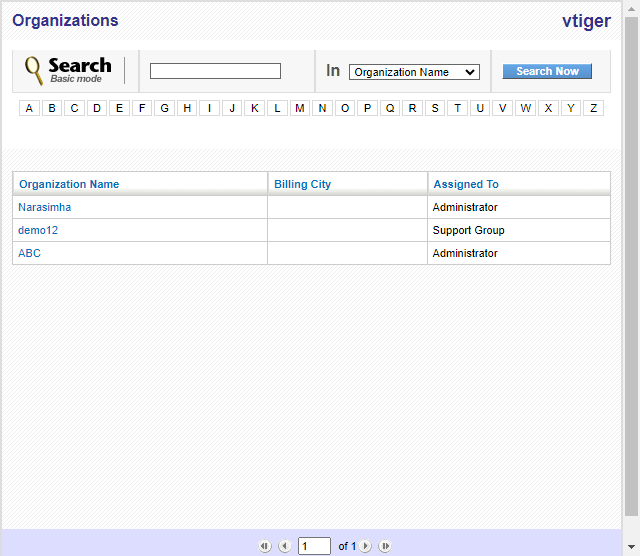 Organizations vtiger
Search
Basic mode
In Organization Name Search Now
A B C D E F G H I J K L M N O P Q R S T U V W X Y Z
Organization Name Billing City Assigned To
Narasimha Administrator
demo12 Support Group
ABC Administrator
1 of 1